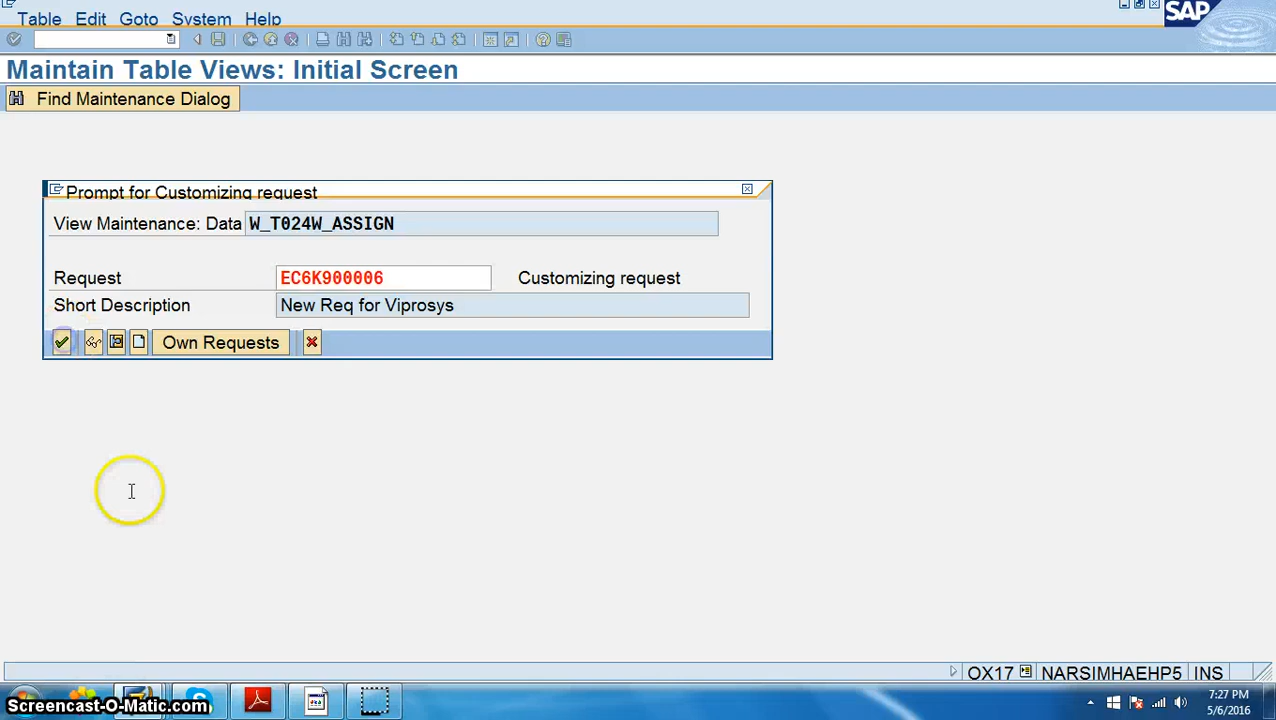 Table Edit Goto System Help
SAP
Maintain Table Views: Initial Screen
Find Maintenance Dialog
Prompt for Customizing request
View Maintenance: Data W_T024W_ASSIGN
Request EC6K900006 Customizing request
Short Description New Req for Viprosys
Own Requests
OX17 NARSIMHAEHP5 INS
Screencast-O-Matic.com
7:27 PM
5/6/2016